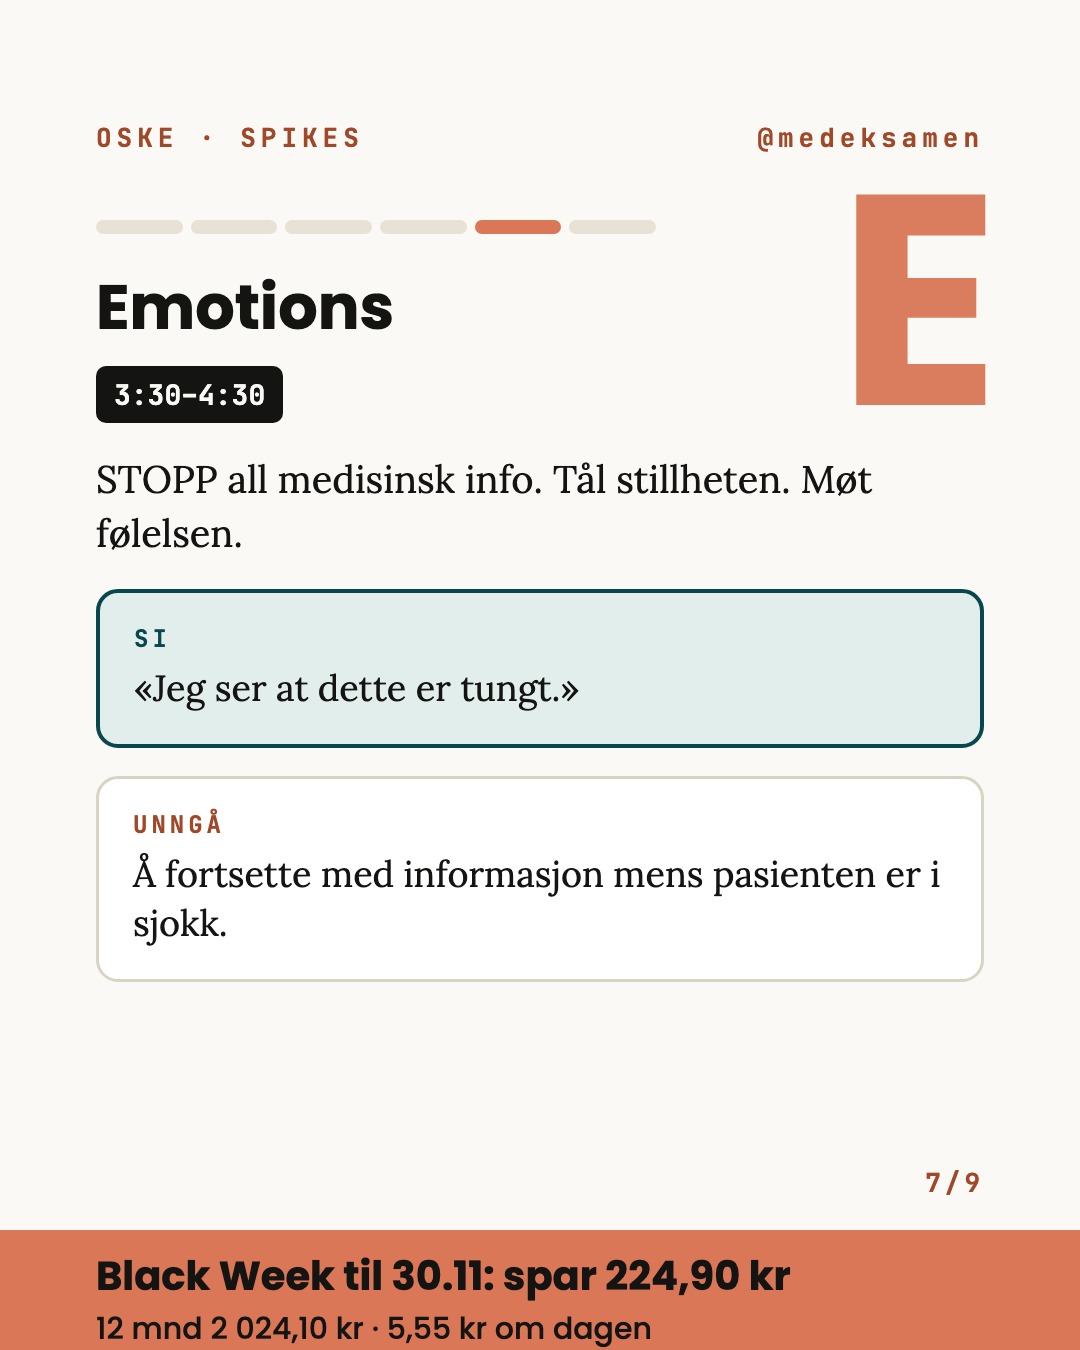 OSKE · SPIKES
@medeksamen
E
Emotions
3:30–4:30
STOPP all medisinsk info. Tål stillheten. Møt
følelsen.
SI
«Jeg ser at dette er tungt.»
UNNGÅ
Å fortsette med informasjon mens pasienten er i
sjokk.
7/9
Black Week til 30.11: spar 224,90 kr
12 mnd 2 024,10 kr · 5,55 kr om dagen